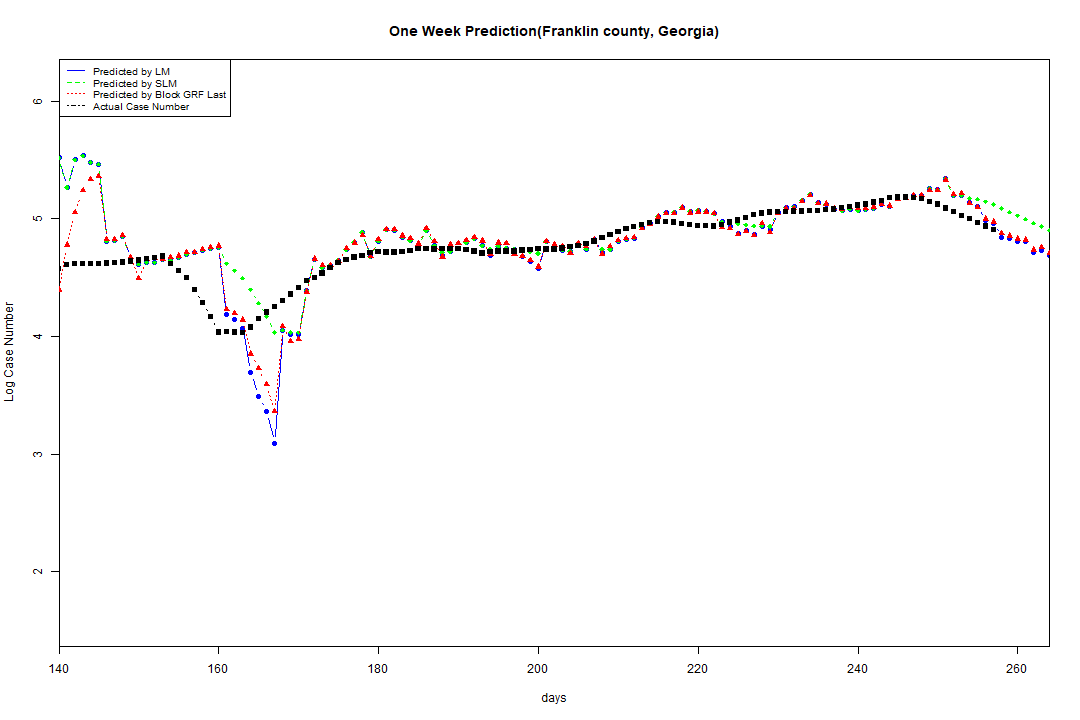 One Week Prediction(Franklin county, Georgia)
Predicted by LM
Predicted by SLM
Predicted by Block GRF Last
Actual Case Number
6
5
4
3
2
Log Case Number
140 160 180 200 220 240 260
days